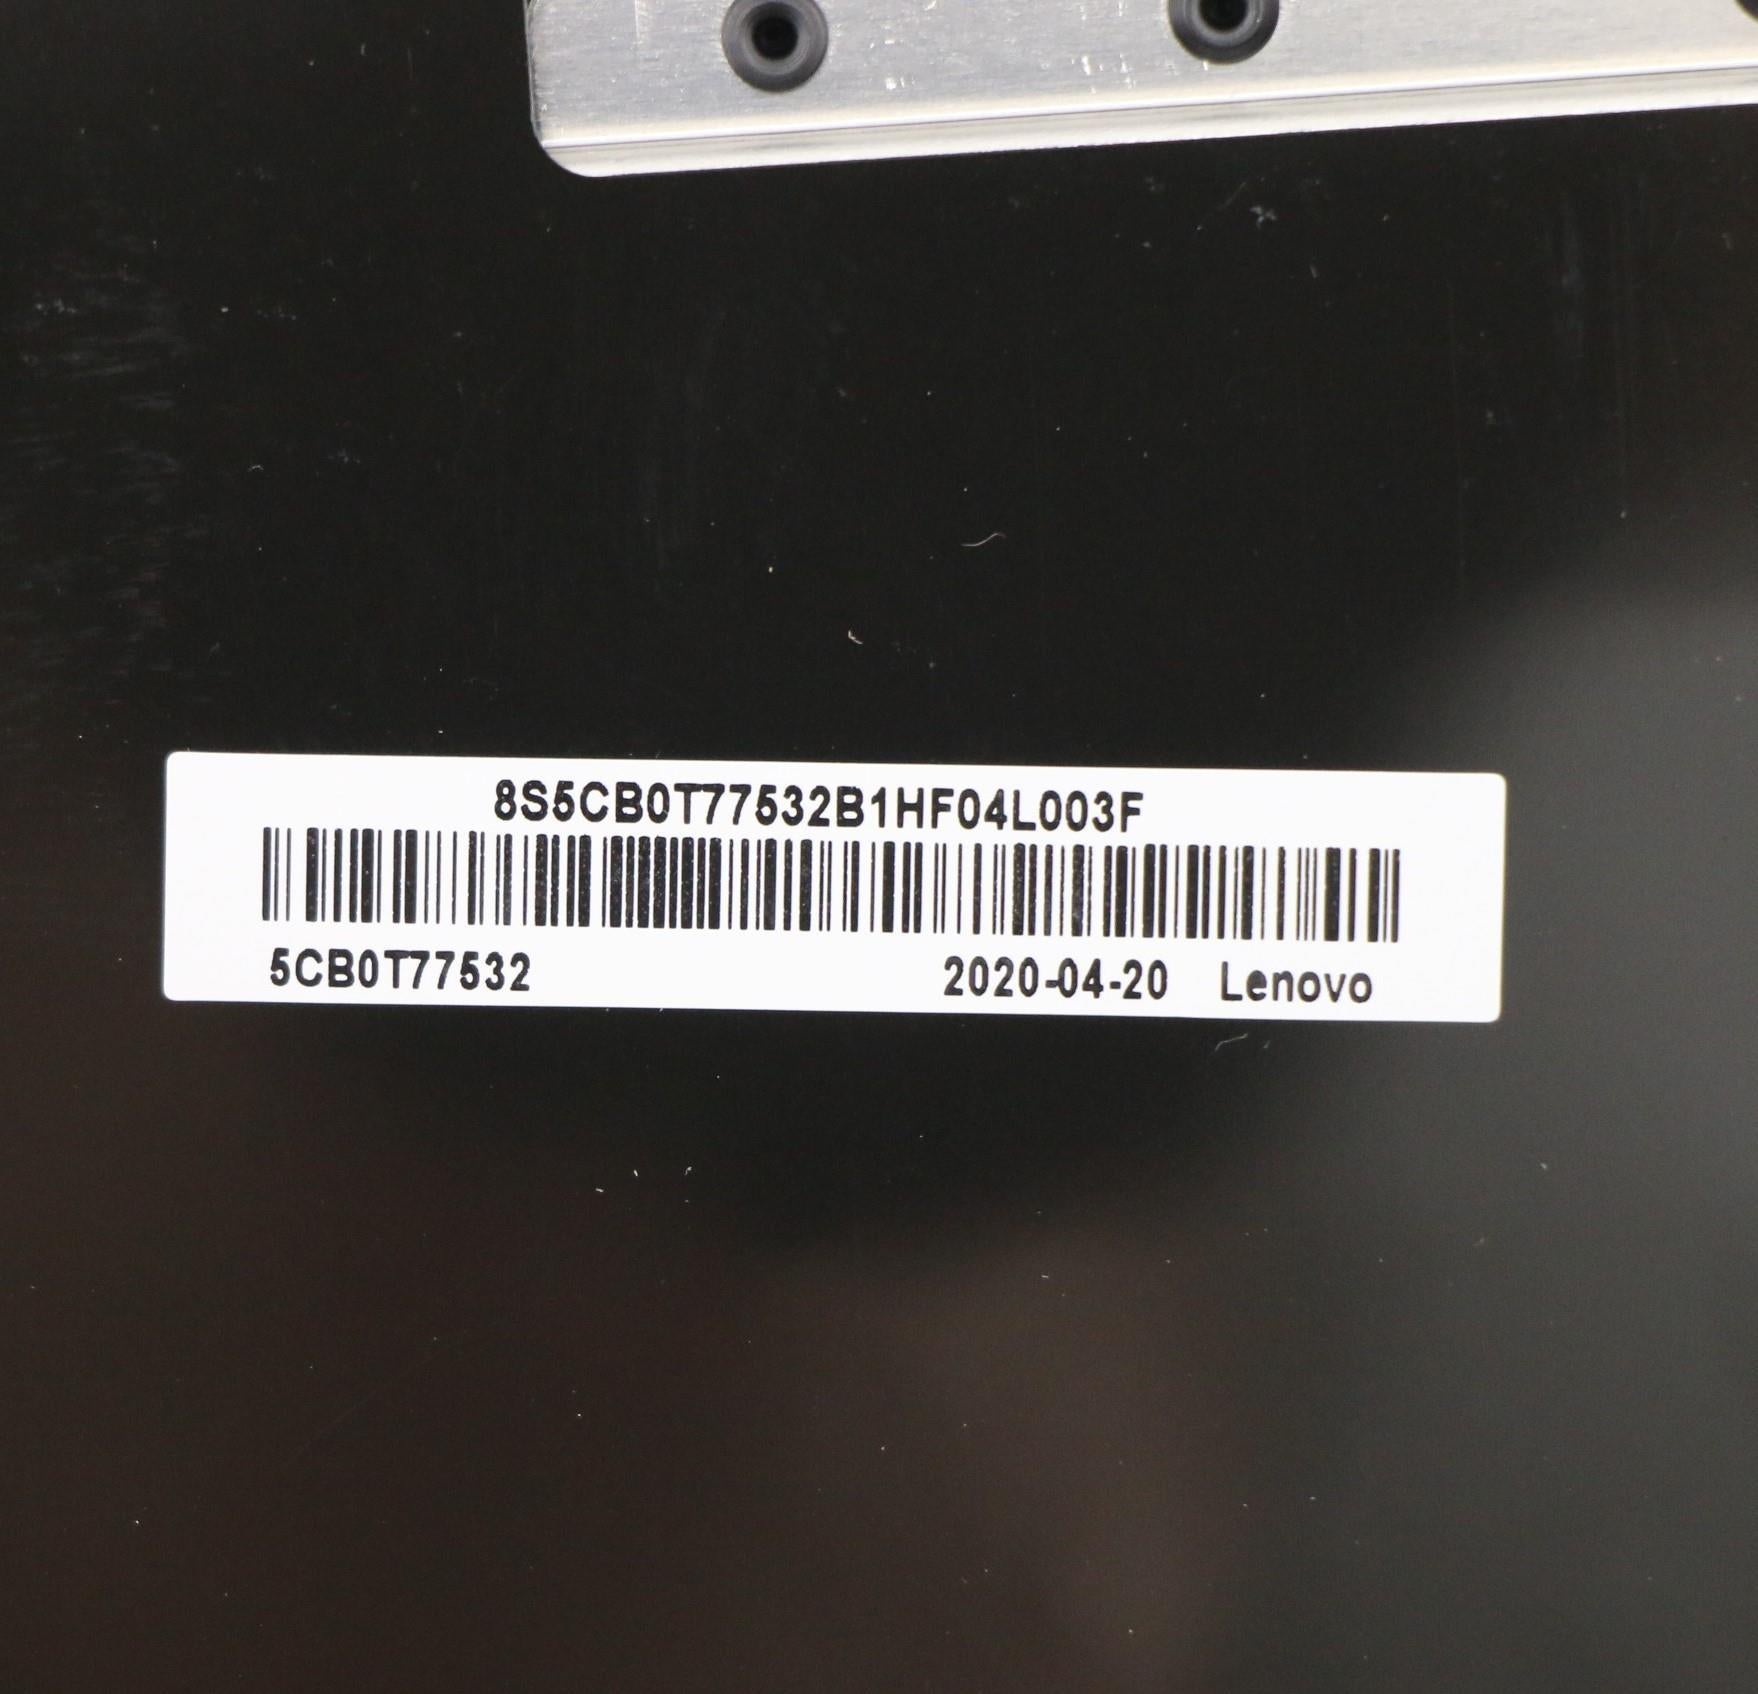 8S5CB0T77532B1HF04L003F
5CB0T77532 2020-04-20 Lenovo